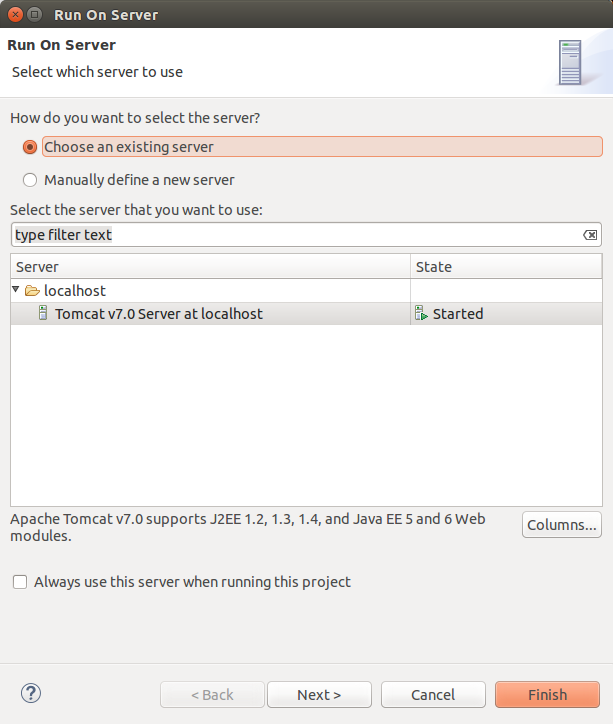 Run On Server
Run On Server
Select which server to use
How do you want to select the server?
Choose an existing server
Manually define a new server
Select the server that you want to use:
type filter text
Server State
localhost
Tomcat v7.0 Server at localhost Started
Apache Tomcat v7.0 supports J2EE 1.2, 1.3, 1.4, and Java EE 5 and 6 Web
modules.
Columns...
Always use this server when running this project
? < Back Next > Cancel Finish